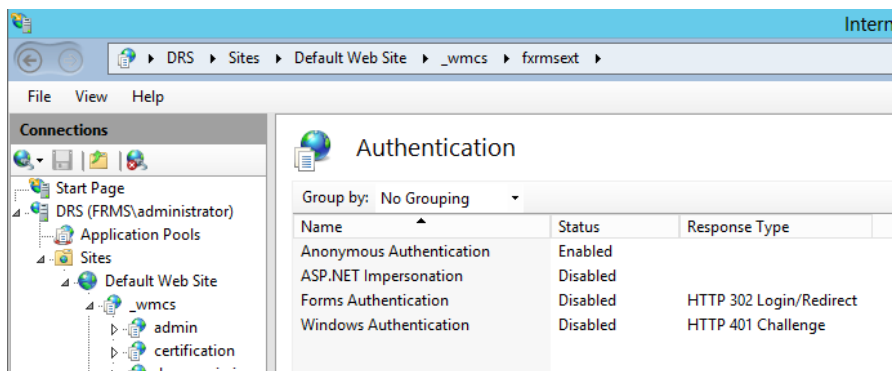 Intern
DRS Sites Default Web Site _wmcs fxrmsext
File View Help
Connections
Authentication
Start Page
Group by: No Grouping
DRS (FRMS\administrator)
Name Status Response Type
Application Pools
Anonymous Authentication Enabled
Sites
ASP.NET Impersonation Disabled
Default Web Site
Forms Authentication Disabled HTTP 302 Login/Redirect
_wmcs
Windows Authentication Disabled HTTP 401 Challenge
admin
certification